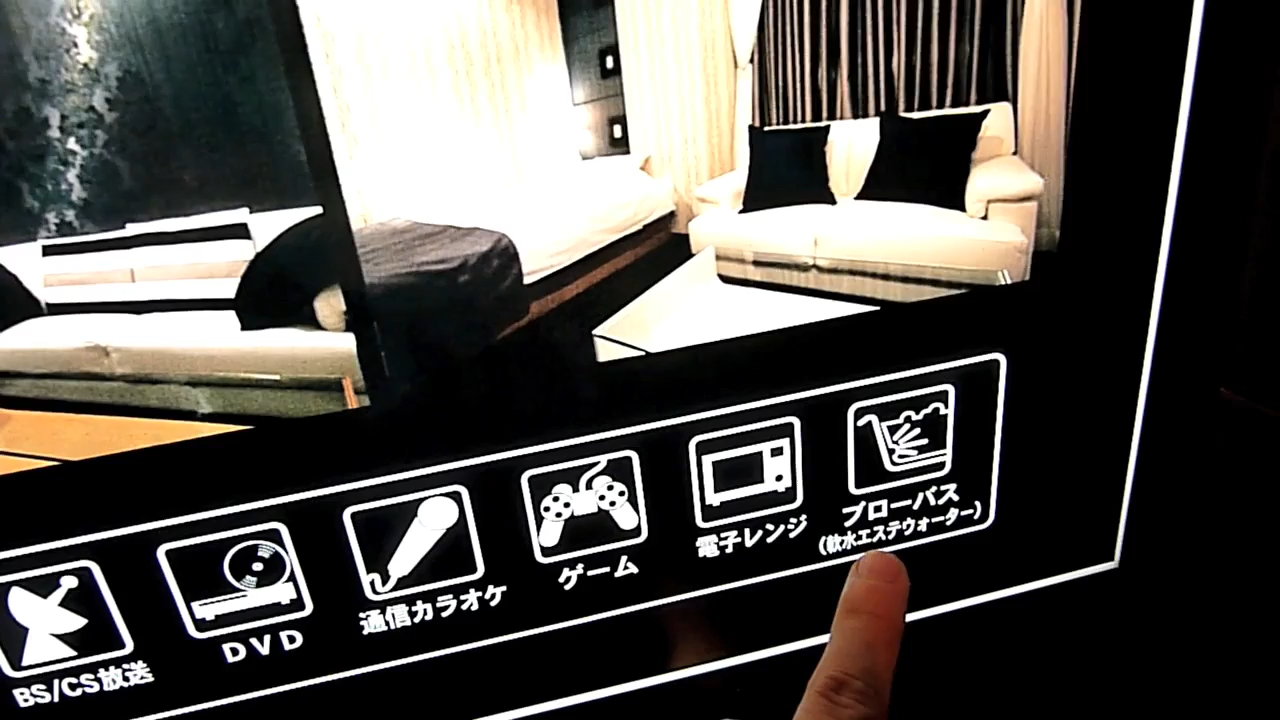 BS/CS放送
DVD
通信カラオケ
ゲーム
電子レンジ
ブローバス
(軟水エステウォーター)